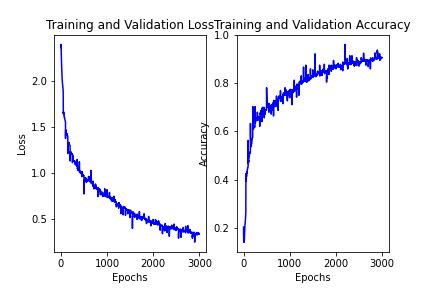 Training and Validation Loss
2.0
1.5
1.0
0.5
Loss
0 1000 2000 3000
Epochs
Training and Validation Accuracy
1.0
0.8
0.6
0.4
0.2
Accuracy
0 1000 2000 3000
Epochs